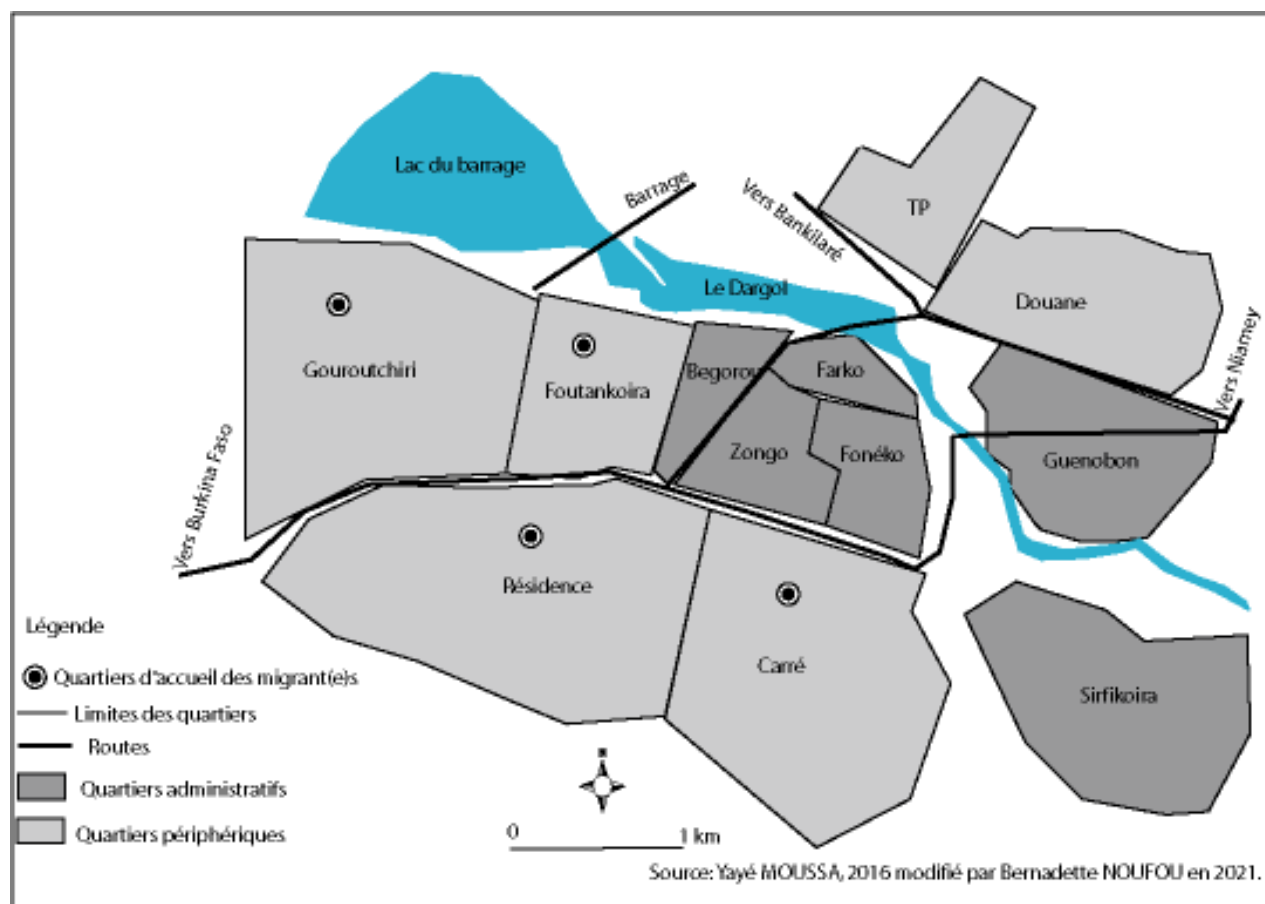 Lac du barrage
Barrage
Vers Bankilaré
TP
Le Dargol
Douane
Gouroutchiri
Foutankoira
Begorou
Farko
Vers Niamey
Zongo
Fonéko
Guenobon
Vers Burkina Faso
Résidence
Carré
Sirfikoira
Légende
Quartiers d'accueil des migrant(e)s
Limites des quartiers
Routes
Quartiers administratifs
Quartiers périphériques
0 1 km
Source: Yayé MOUSSA, 2016 modifié par Bernadette NOUFOU en 2021.